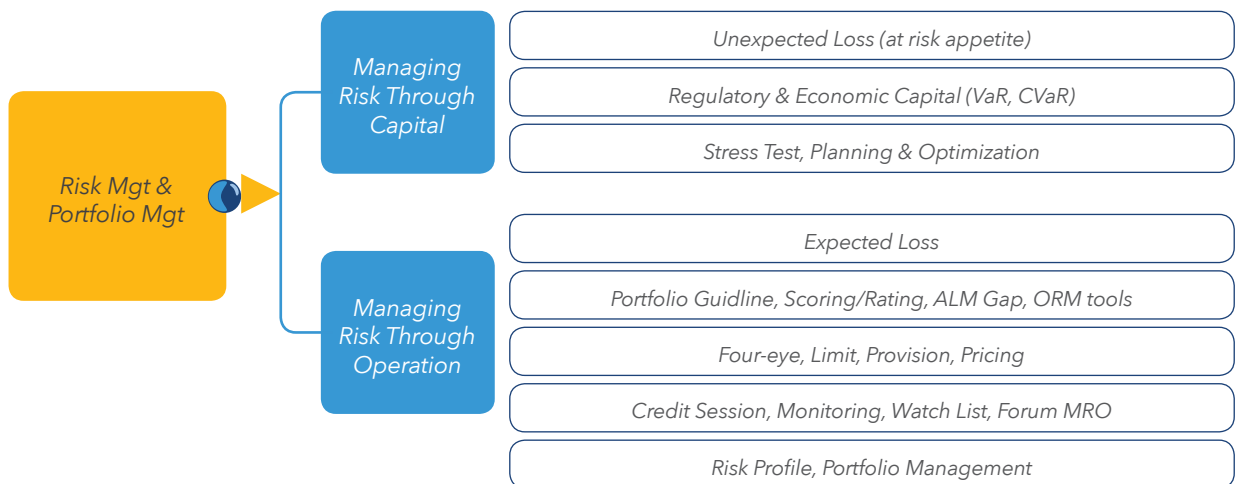 Risk Mgt &
Portfolio Mgt
Managing
Risk Through
Capital
Unexpected Loss (at risk appetite)
Regulatory & Economic Capital (VaR, CVaR)
Stress Test, Planning & Optimization
Managing
Risk Through
Operation
Expected Loss
Portfolio Guidline, Scoring/Rating, ALM Gap, ORM tools
Four-eye, Limit, Provision, Pricing
Credit Session, Monitoring, Watch List, Forum MRO
Risk Profile, Portfolio Management